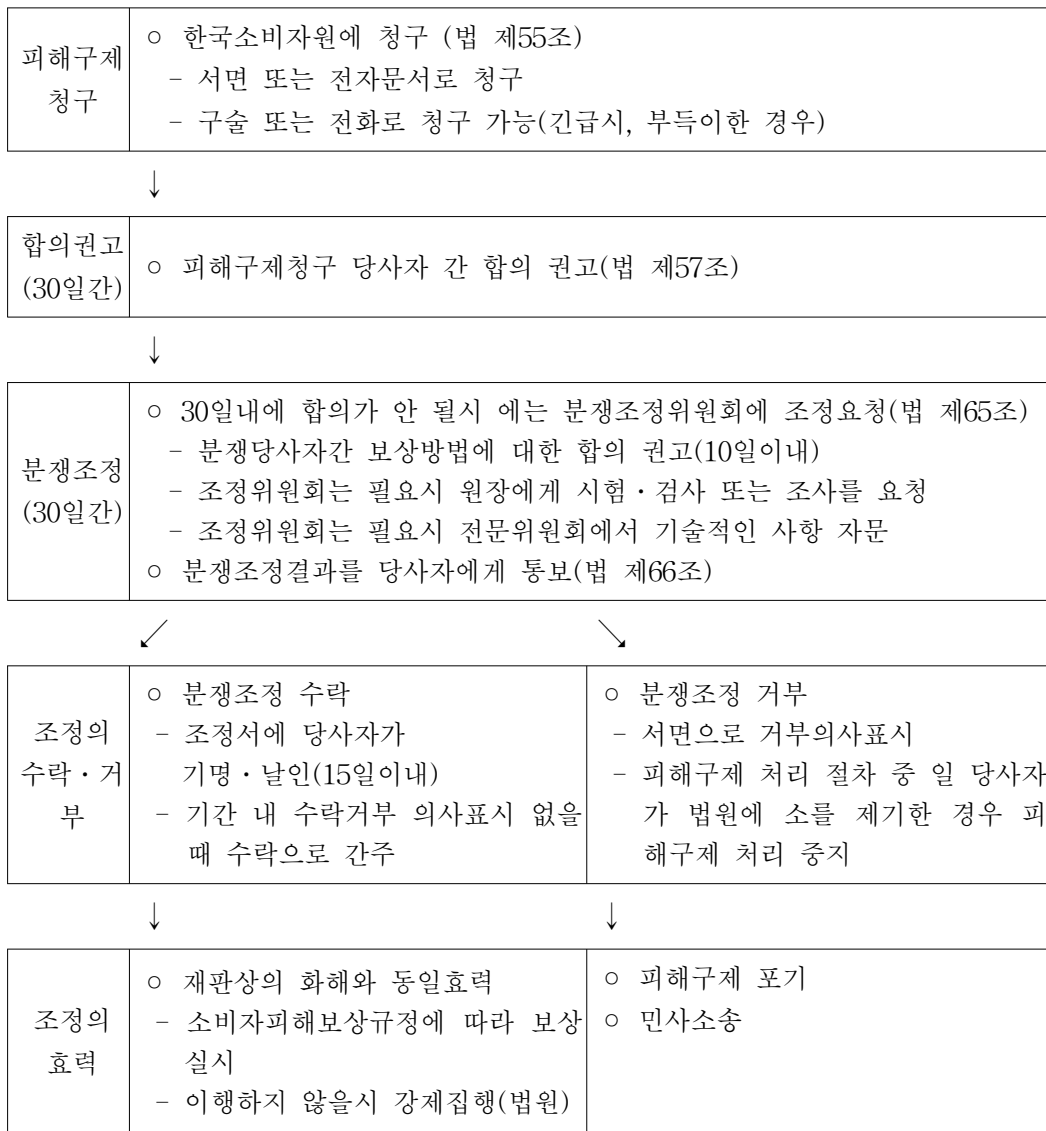 피해구제
청구
○ 한국소비자원에 청구 (법 제55조)
- 서면 또는 전자문서로 청구
- 구술 또는 전화로 청구 가능(긴급시, 부득이한 경우)
↓
합의권고
(30일간)
○ 피해구제청구 당사자 간 합의 권고(법 제57조)
↓
분쟁조정
(30일간)
○ 30일내에 합의가 안 될시 에는 분쟁조정위원회에 조정요청(법 제65조)
- 분쟁당사자간 보상방법에 대한 합의 권고(10일이내)
- 조정위원회는 필요시 원장에게 시험・검사 또는 조사를 요청
- 조정위원회는 필요시 전문위원회에서 기술적인 사항 자문
○ 분쟁조정결과를 당사자에게 통보(법 제66조)
↙ ↘
조정의
수락・거
부
○ 분쟁조정 수락
- 조정서에 당사자가
기명・날인(15일이내)
- 기간 내 수락거부 의사표시 없을
때 수락으로 간주
○ 분쟁조정 거부
- 서면으로 거부의사표시
- 피해구제 처리 절차 중 일 당사자
가 법원에 소를 제기한 경우 피
해구제 처리 중지
↓ ↓
조정의
효력
○ 재판상의 화해와 동일효력
- 소비자피해보상규정에 따라 보상
실시
- 이행하지 않을시 강제집행(법원)
○ 피해구제 포기
○ 민사소송